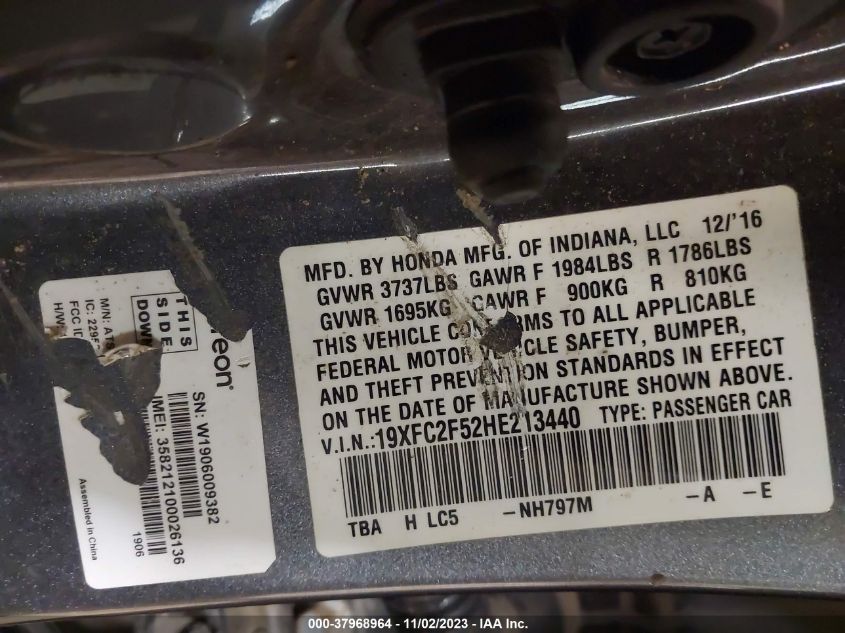 MFD. BY HONDA MFG. OF INDIANA, LLC 12/'16
GVWR 3737LBS GAWR F 1984LBS R 1786LBS
GVWR 1695KG GAWR F 900KG R 810KG
THIS VEHICLE CONFORMS TO ALL APPLICABLE
FEDERAL MOTOR VEHICLE SAFETY, BUMPER,
AND THEFT PREVENTION STANDARDS IN EFFECT
ON THE DATE OF MANUFACTURE SHOWN ABOVE.
V.I.N.:19XFC2F52HE213440 TYPE: PASSENGER CAR
TBA H LC5 -NH797M -A -E
THIS
SIDE
DOWN
SN: W1906009382
IMEI: 358212100026136
M/N:
IC:
FCC ID
H/W
Assembled in China
1906
000-37968964 - 11/02/2023 - IAA Inc.